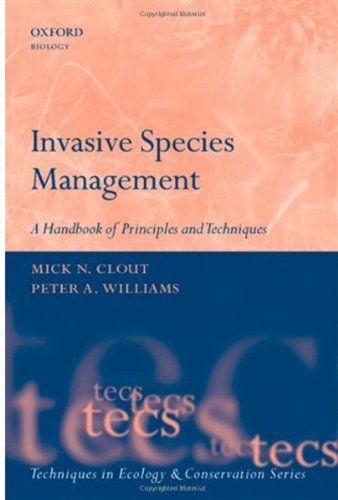 OXFORD
BIOLOGY
Invasive Species
Management
A Handbook of Principles and Techniques
MICK N. CLOUT
PETER A. WILLIAMS
tecs
tecs
tecs
tecs
tecs
tecs
Techniques in Ecology & Conservation Series